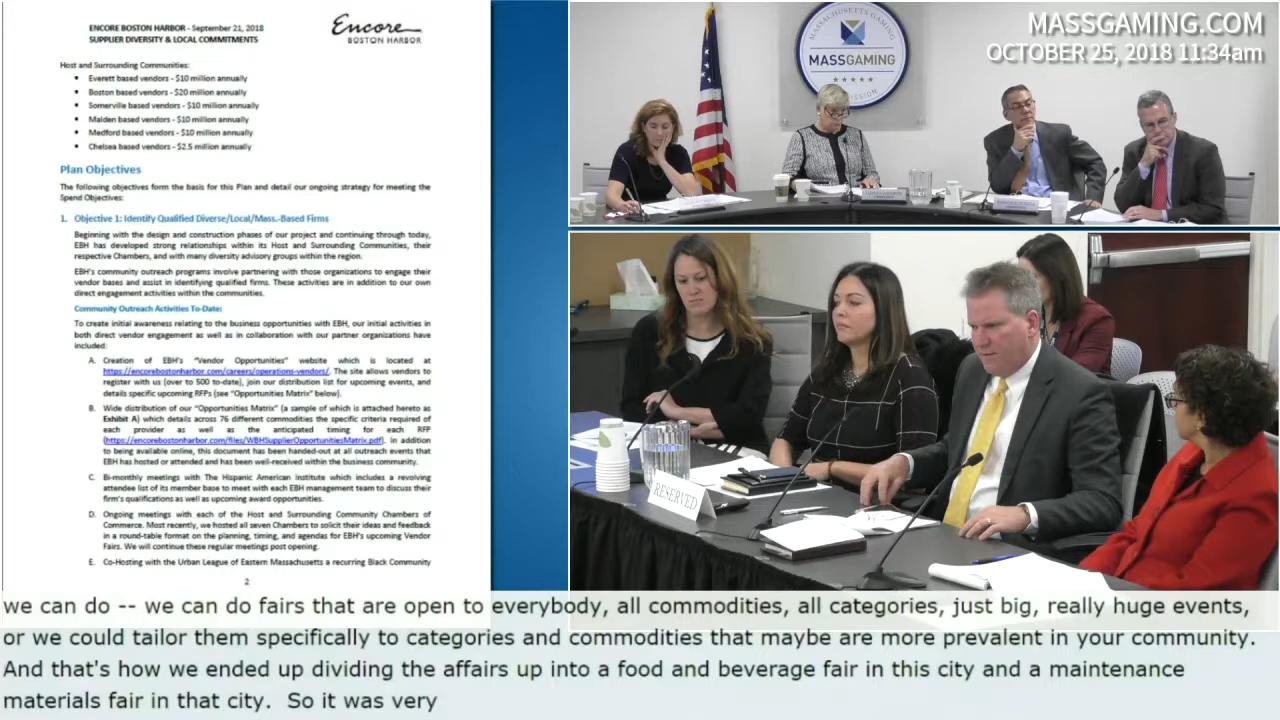 ENCORE BOSTON HARBOR - September 21, 2018
SUPPLIER DIVERSITY & LOCAL COMMITMENTS
Encore
BOSTON HARBOR
Host and Surrounding Communities:
• Everett based vendors - $10 million annually
• Boston based vendors - $20 million annually
• Somerville based vendors - $10 million annually
• Malden based vendors - $10 million annually
• Medford based vendors - $10 million annually
• Chelsea based vendors - $2.5 million annually
Plan Objectives
The following objectives form the basis for this Plan and detail our ongoing strategy for meeting the
Spend Objectives:
1. Objective 1: Identify Qualified Diverse/Local/Mass.-Based Firms
Beginning with the design and construction phases of our project and continuing through today,
EBH has developed strong relationships within its Host and Surrounding Communities, their
respective Chambers, and with many diversity advisory groups within the region.
EBH's community outreach programs involve partnering with those organizations to engage their
vendor bases and assist in identifying qualified firms. These activities are in addition to our own
direct engagement activities within the communities.
Community Outreach Activities To-Date:
To create initial awareness relating to the business opportunities with EBH, our initial activities in
both direct vendor engagement as well as in collaboration with our partner organizations have
included:
A. Creation of EBH's "Vendor Opportunities" website which is located at
https://encorebostonharbor.com/careers/operations-vendors/. The site allows vendors to
register with us (over 500 to-date), join our distribution list for upcoming events, and
details specific upcoming RFPs (see "Opportunities Matrix" below).
B. Wide distribution of our "Opportunities Matrix" (a sample of which is attached hereto as
Exhibit A) which details across 76 different commodities the specific criteria required of
each provider as well as the anticipated timing for each RFP
(https://encorebostonharbor.com/files/WBHSupplierOpportunitiesMatrix.pdf). In addition
to being available online, this document has been handed-out at all outreach events that
EBH has hosted or attended and has been well-received within the business community.
C. Bi-monthly meetings with The Hispanic American Institute which includes a revolving
attendee list of its member base to meet with each EBH management team to discuss their
firm's qualifications as well as upcoming award opportunities.
D. Ongoing meetings with each of the Host and Surrounding Community Chambers of
Commerce. Most recently, we hosted all seven Chambers to solicit their ideas and feedback
in a round-table format on the planning, timing, and agendas for EBH's upcoming Vendor
Fairs. We will continue these regular meetings post opening.
E. Co-Hosting with the Urban League of Eastern Massachusetts a recurring Black Community
2
MASSACHUSETTS GAMING
MASSGAMING
MASSGAMING.COM
OCTOBER 25, 2018 11:34am
RESERVED
we can do -- we can do fairs that are open to everybody, all commodities, all categories, just big, really huge events,
or we could tailor them specifically to categories and commodities that maybe are more prevalent in your community.
And that's how we ended up dividing the affairs up into a food and beverage fair in this city and a maintenance
materials fair in that city.  So it was very